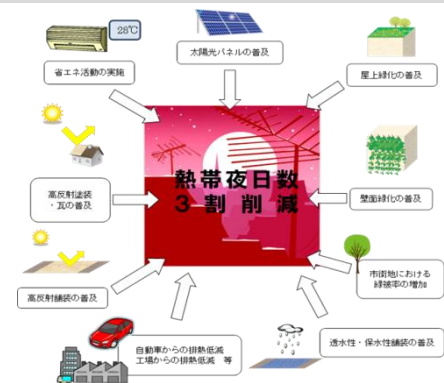 28℃
省エネ活動の実施
太陽光パネルの普及
屋上緑化の普及
高反射塗装
・瓦の普及
熱帯夜日数
3割削減
壁面緑化の普及
高反射舗装の普及
市街地における
緑被率の増加
自動車からの排熱低減
工場からの排熱低減 等
透水性・保水性舗装の普及